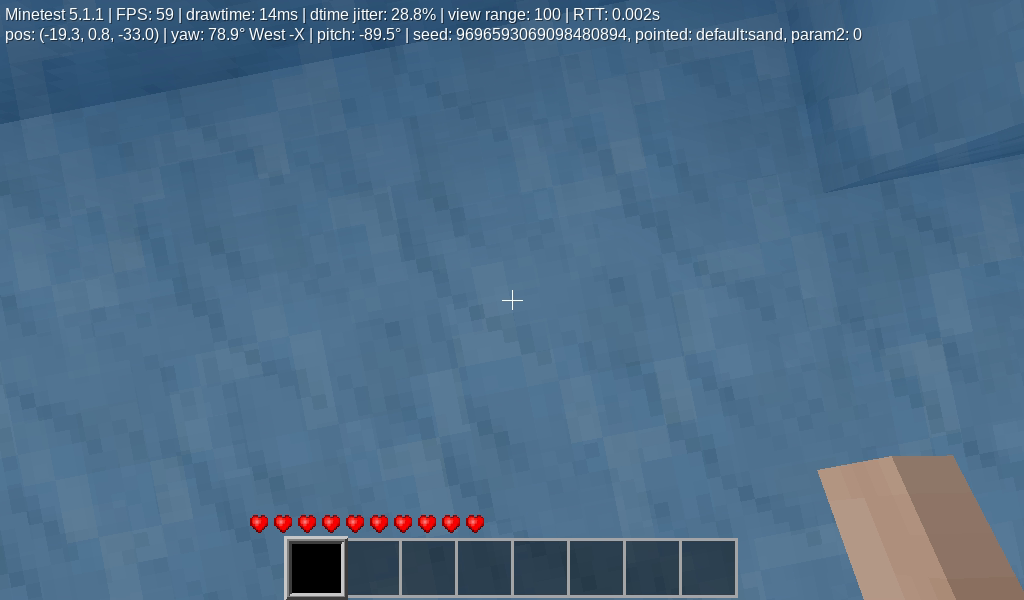 Minetest 5.1.1 | FPS: 59 | drawtime: 14ms | dtime jitter: 28.8% | view range: 100 | RTT: 0.002s
pos: (-19.3, 0.8, -33.0) | yaw: 78.9° West -X | pitch: -89.5° | seed: 9696593069098480894, pointed: default:sand, param2: 0